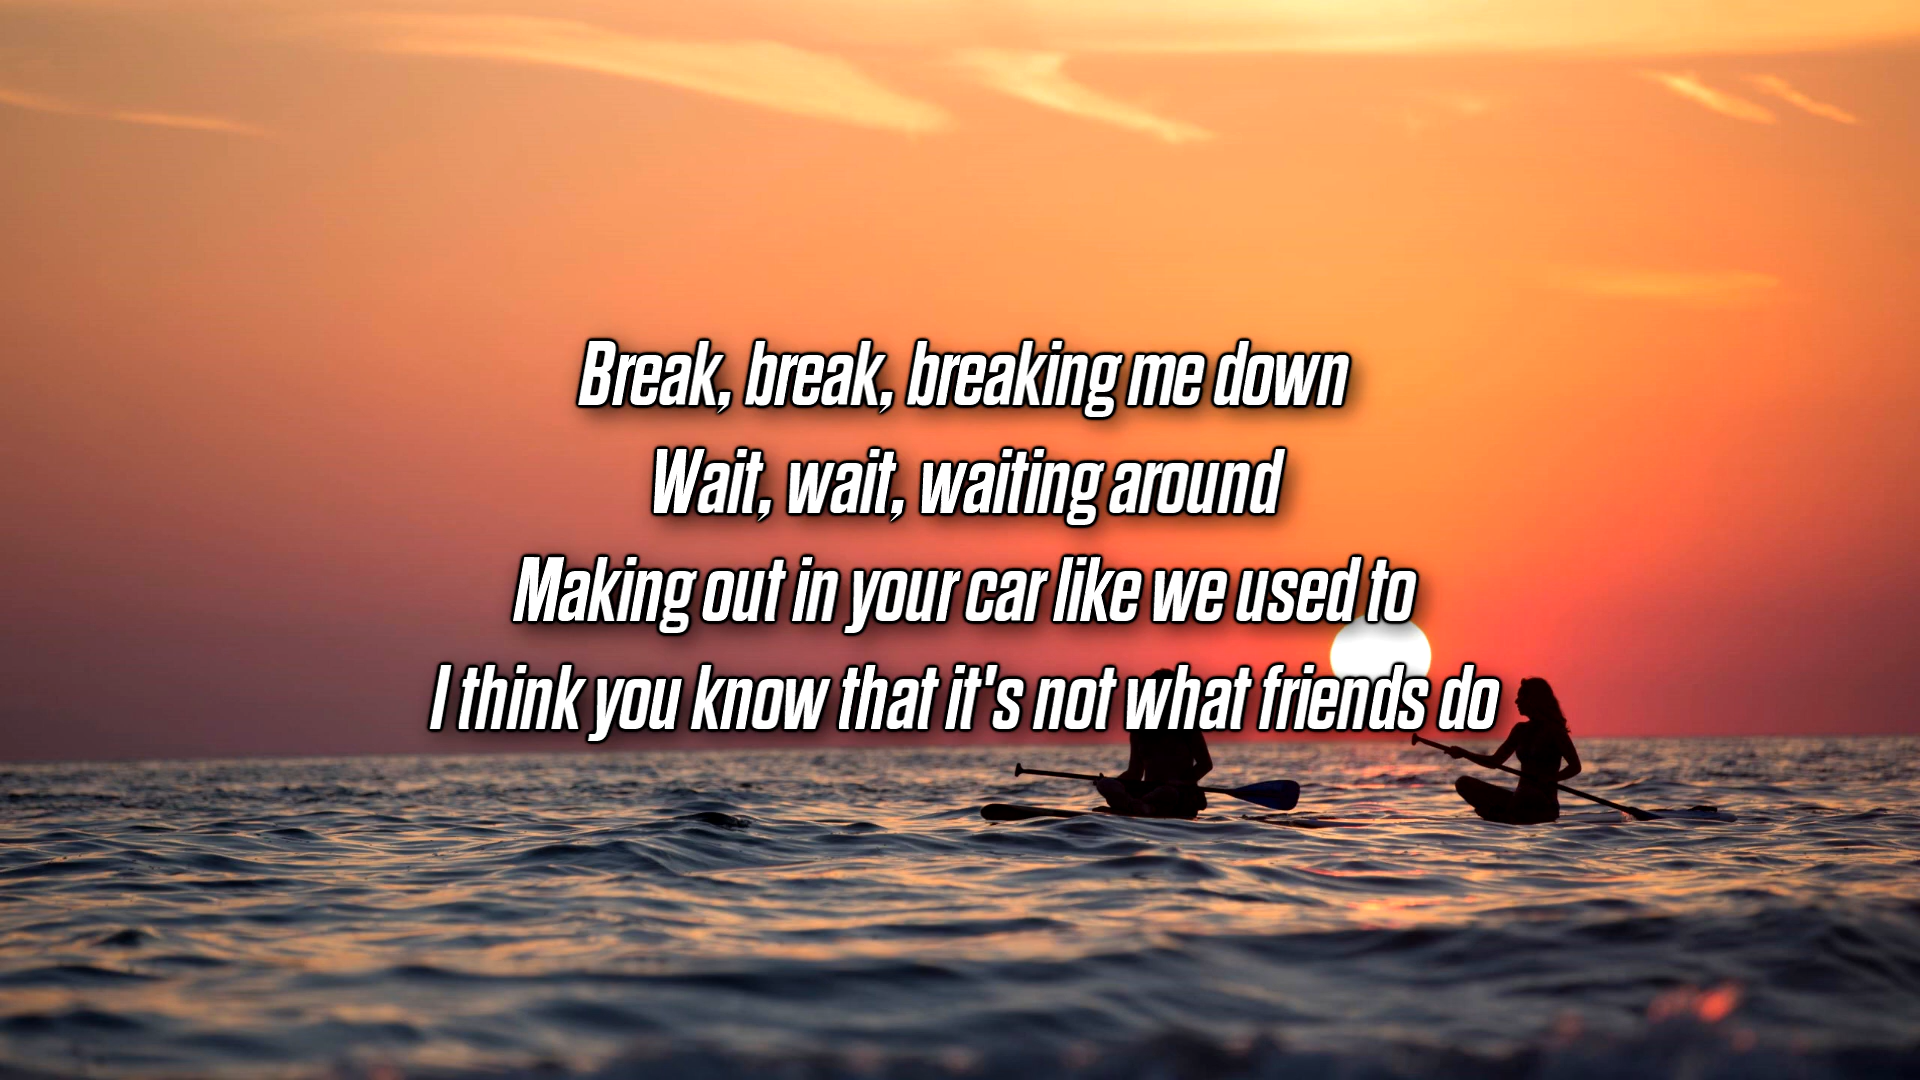 Break, break, breaking me down
Wait, wait, waiting around
Making out in your car like we used to
I think you know that it's not what friends do